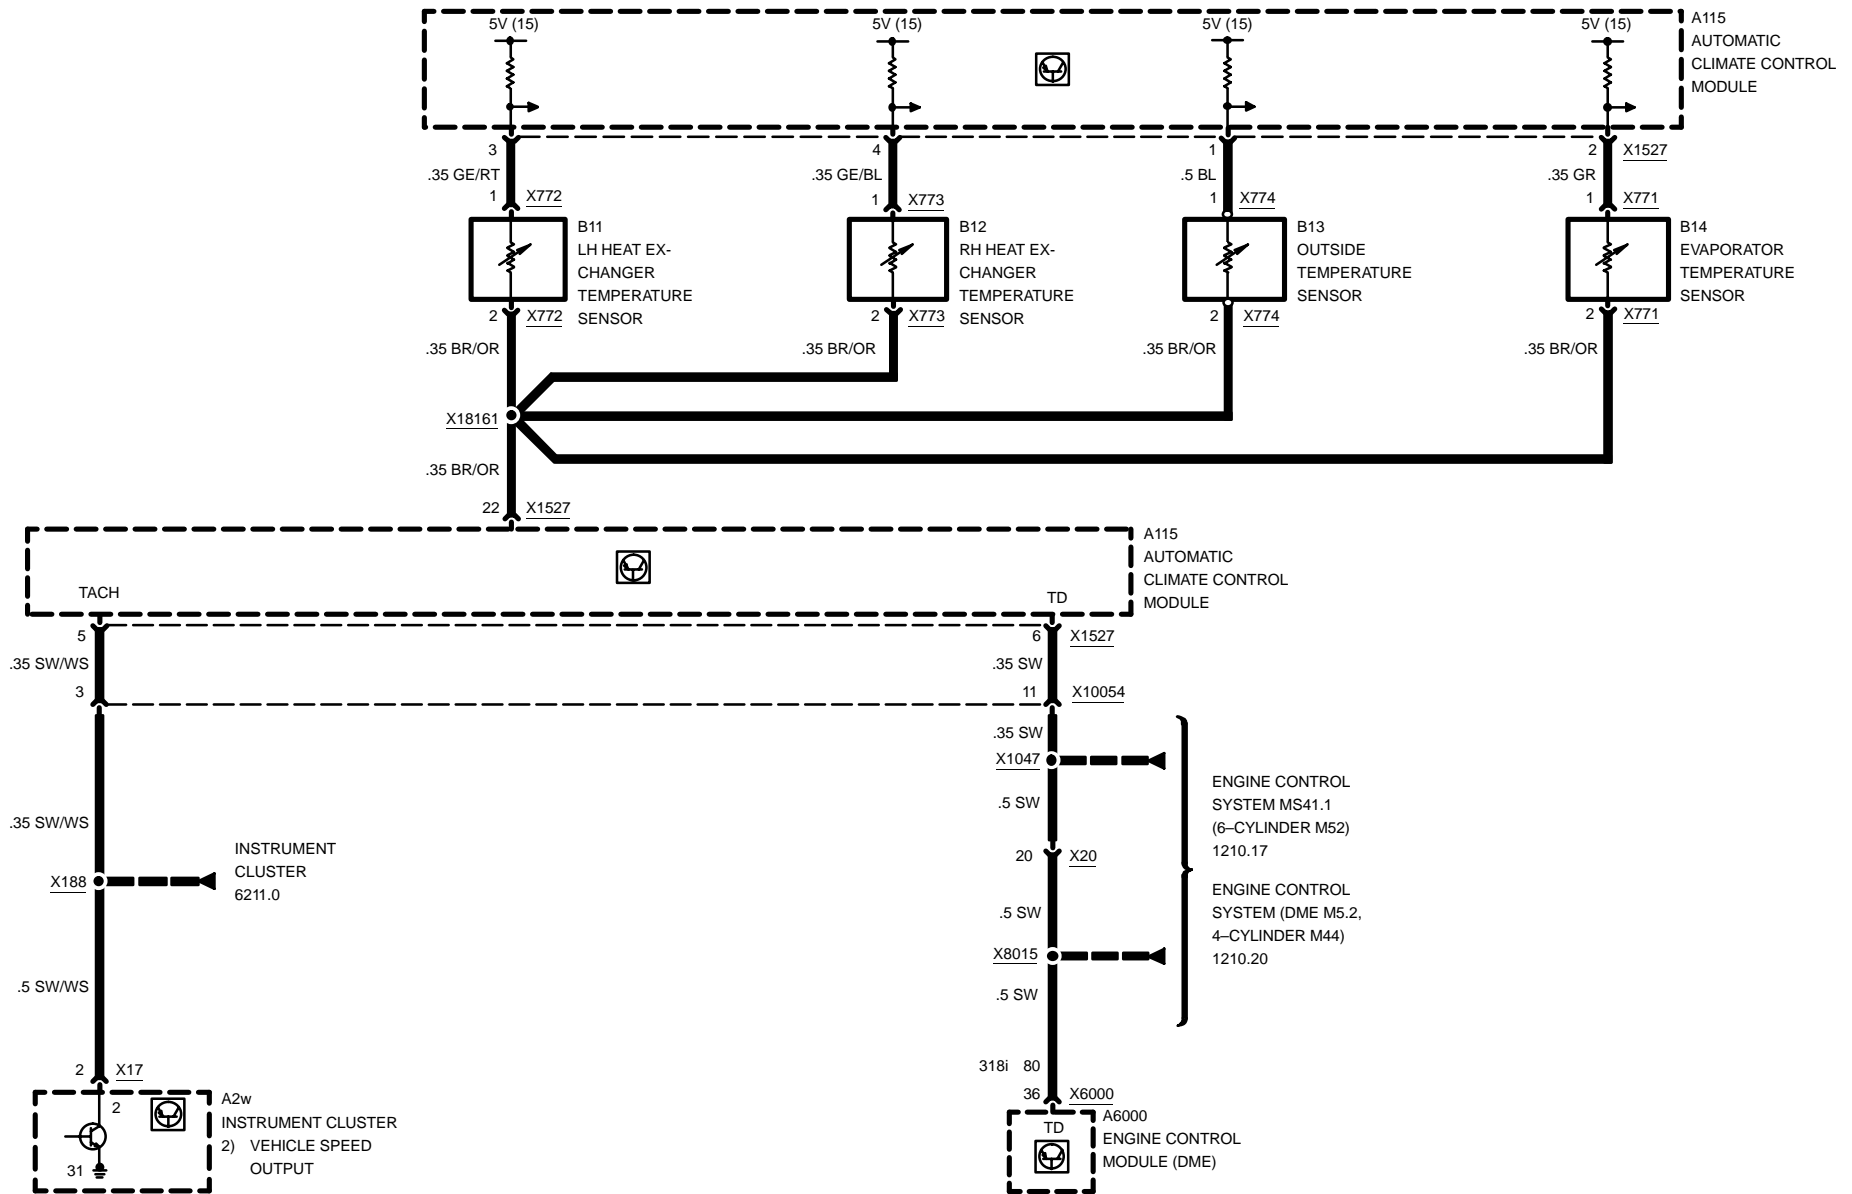 5V (15)
5V (15)
5V (15)
5V (15)
A115
AUTOMATIC
CLIMATE CONTROL
MODULE
3
4
1
2
X1527
.35 GE/RT
.35 GE/BL
.5 BL
.35 GR
1
X772
1
X773
1
X774
1
X771
B11
LH HEAT EX-
CHANGER
TEMPERATURE
SENSOR
B12
RH HEAT EX-
CHANGER
TEMPERATURE
SENSOR
B13
OUTSIDE
TEMPERATURE
SENSOR
B14
EVAPORATOR
TEMPERATURE
SENSOR
2
X772
2
X773
2
X774
2
X771
.35 BR/OR
.35 BR/OR
.35 BR/OR
.35 BR/OR
X18161
.35 BR/OR
22
X1527
A115
AUTOMATIC
CLIMATE CONTROL
MODULE
TACH
TD
5
6
X1527
.35 SW/WS
.35 SW
3
11
X10054
.35 SW
X1047
.5 SW
20
X20
.5 SW
X8015
.5 SW
ENGINE CONTROL
SYSTEM MS41.1
(6–CYLINDER M52)
1210.17
ENGINE CONTROL
SYSTEM (DME M5.2,
4–CYLINDER M44)
1210.20
.35 SW/WS
INSTRUMENT
CLUSTER
6211.0
X188
.5 SW/WS
2
X17
2
31
A2w
INSTRUMENT CLUSTER
2) VEHICLE SPEED
OUTPUT
318i 80
36
X6000
TD
A6000
ENGINE CONTROL
MODULE (DME)